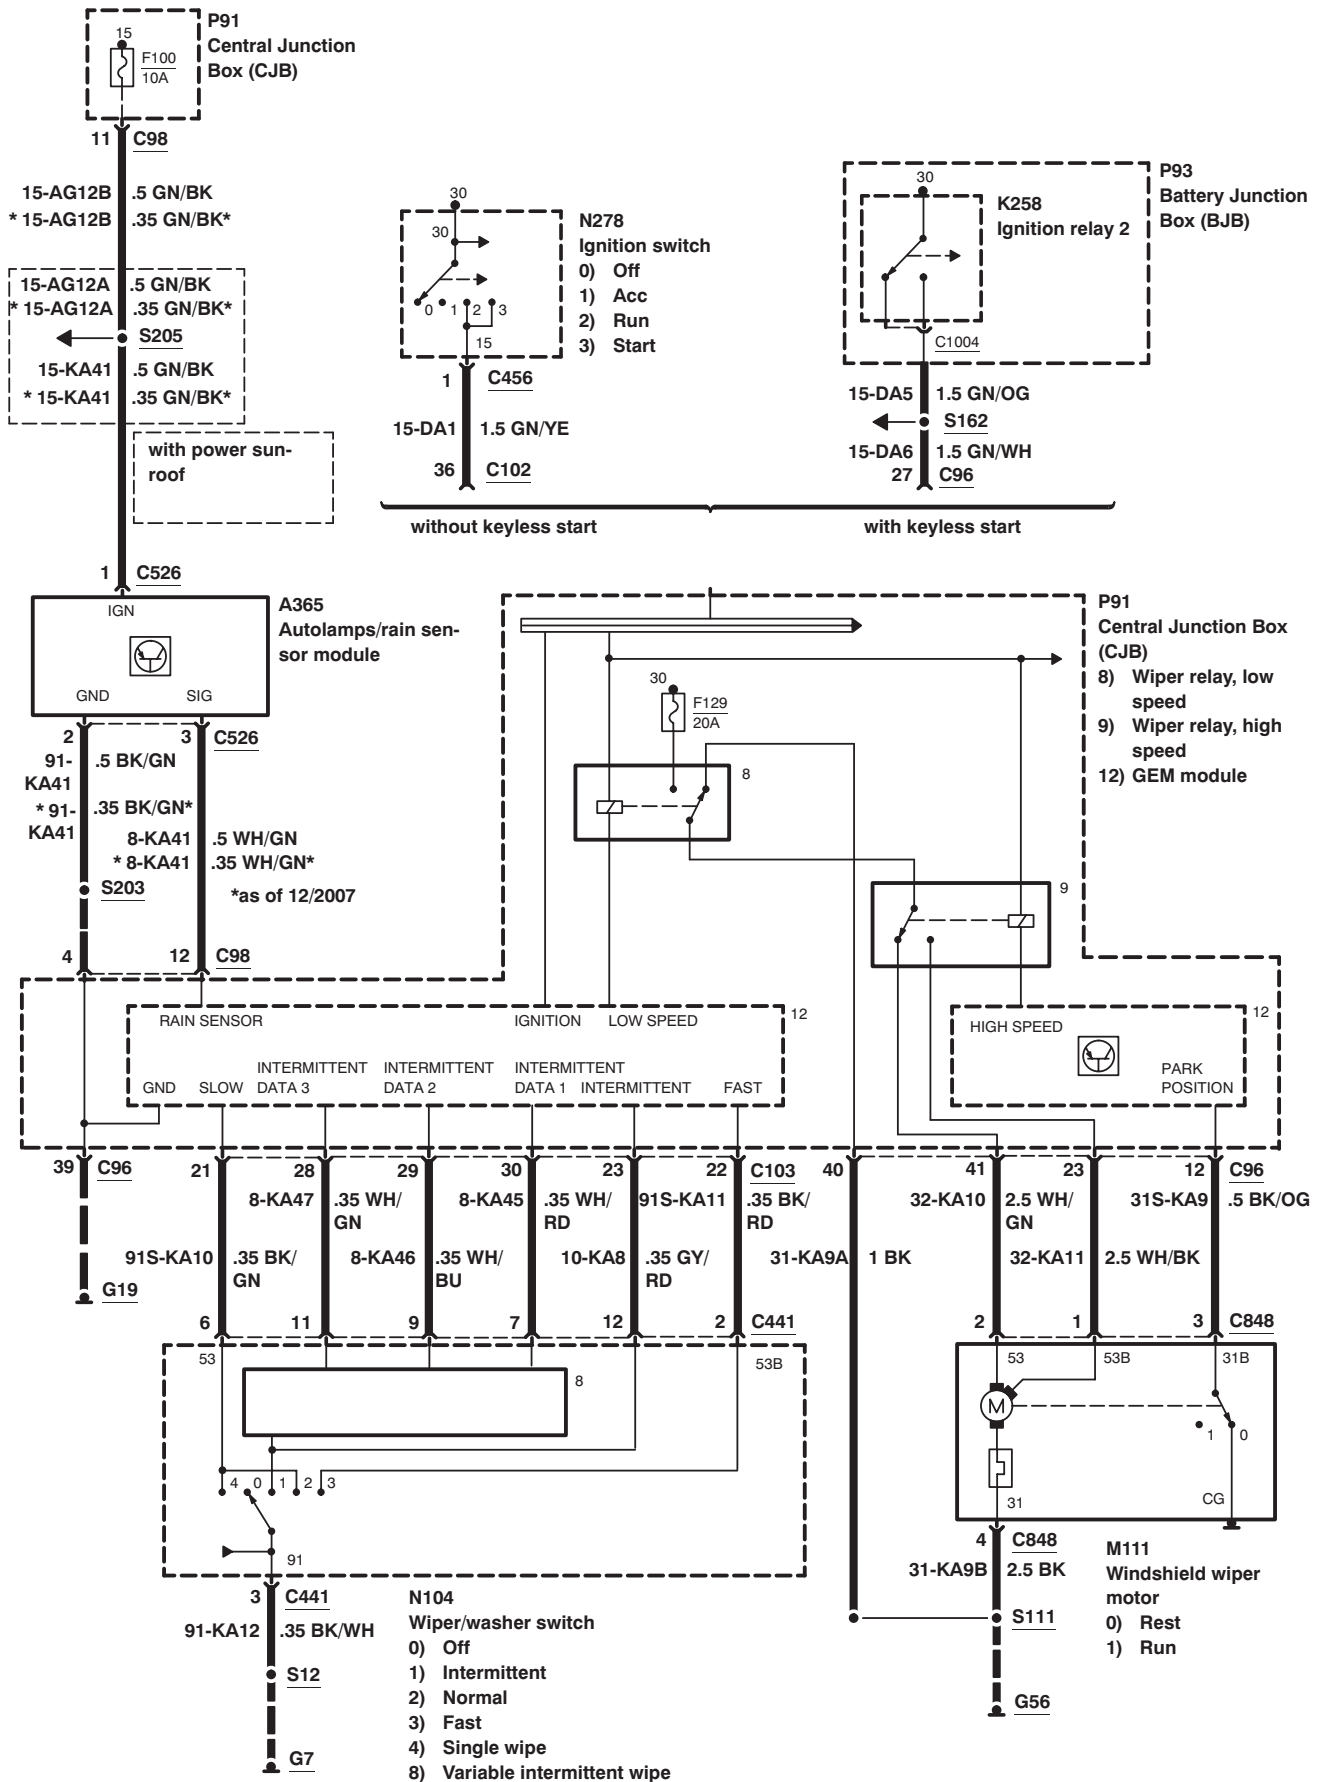 15
F100
10A
P91
Central Junction
Box (CJB)
11 C98
15-AG12B .5 GN/BK
* 15-AG12B .35 GN/BK*
15-AG12A .5 GN/BK
* 15-AG12A .35 GN/BK*
S205
15-KA41 .5 GN/BK
* 15-KA41 .35 GN/BK*
with power sun-
roof
1 C526
30
30
0 1 2 3
15
N278
Ignition switch
0) Off
1) Acc
2) Run
3) Start
1 C456
15-DA1 1.5 GN/YE
36 C102
without keyless start
30
K258
Ignition relay 2
C1004
P93
Battery Junction
Box (BJB)
15-DA5 1.5 GN/OG
S162
15-DA6 1.5 GN/WH
27 C96
with keyless start
IGN
GND SIG
A365
Autolamps/rain sen-
sor module
2 3 C526
91-
KA41
.5 BK/GN
* 91-
KA41
.35 BK/GN*
8-KA41 .5 WH/GN
* 8-KA41 .35 WH/GN*
S203
*as of 12/2007
4 12 C98
30
F129
20A
8
9
P91
Central Junction Box
(CJB)
8) Wiper relay, low
speed
9) Wiper relay, high
speed
12) GEM module
RAIN SENSOR IGNITION LOW SPEED 12
INTERMITTENT
DATA 3
INTERMITTENT
DATA 2
INTERMITTENT
DATA 1
GND SLOW INTERMITTENT FAST
HIGH SPEED 12
PARK
POSITION
39 C96 21 28 29 30 23 22 C103 40 41 23 12 C96
8-KA47 .35 WH/
GN
8-KA45 .35 WH/
RD
91S-KA11 .35 BK/
RD
32-KA10 2.5 WH/
GN
31S-KA9 .5 BK/OG
91S-KA10 .35 BK/
GN
8-KA46 .35 WH/
BU
10-KA8 .35 GY/
RD
31-KA9A 1 BK
32-KA11 2.5 WH/BK
G19
6 11 9 7 12 2 C441
2 1 3 C848
53 53B
8
4 0 1 2 3
91
53 53B 31B
M
1 0
31
CG
3 C441
91-KA12 .35 BK/WH
S12
G7
N104
Wiper/washer switch
0) Off
1) Intermittent
2) Normal
3) Fast
4) Single wipe
8) Variable intermittent wipe
4 C848
31-KA9B 2.5 BK
S111
G56
M111
Windshield wiper
motor
0) Rest
1) Run